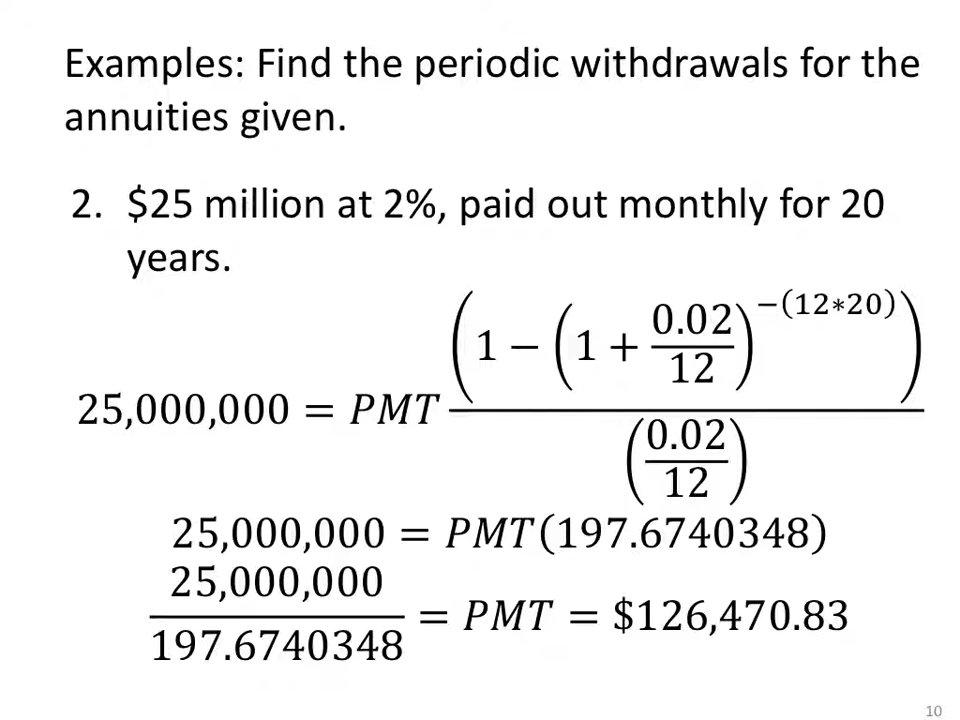 Examples: Find the periodic withdrawals for the
annuities given.
2. $25 million at 2%, paid out monthly for 20
years.
25,000,000 = PMT (1 − (1 + 0.02/12)^−(12∗20)) / (0.02/12)
25,000,000 = PMT(197.6740348)
25,000,000/197.6740348 = PMT = $126,470.83
10